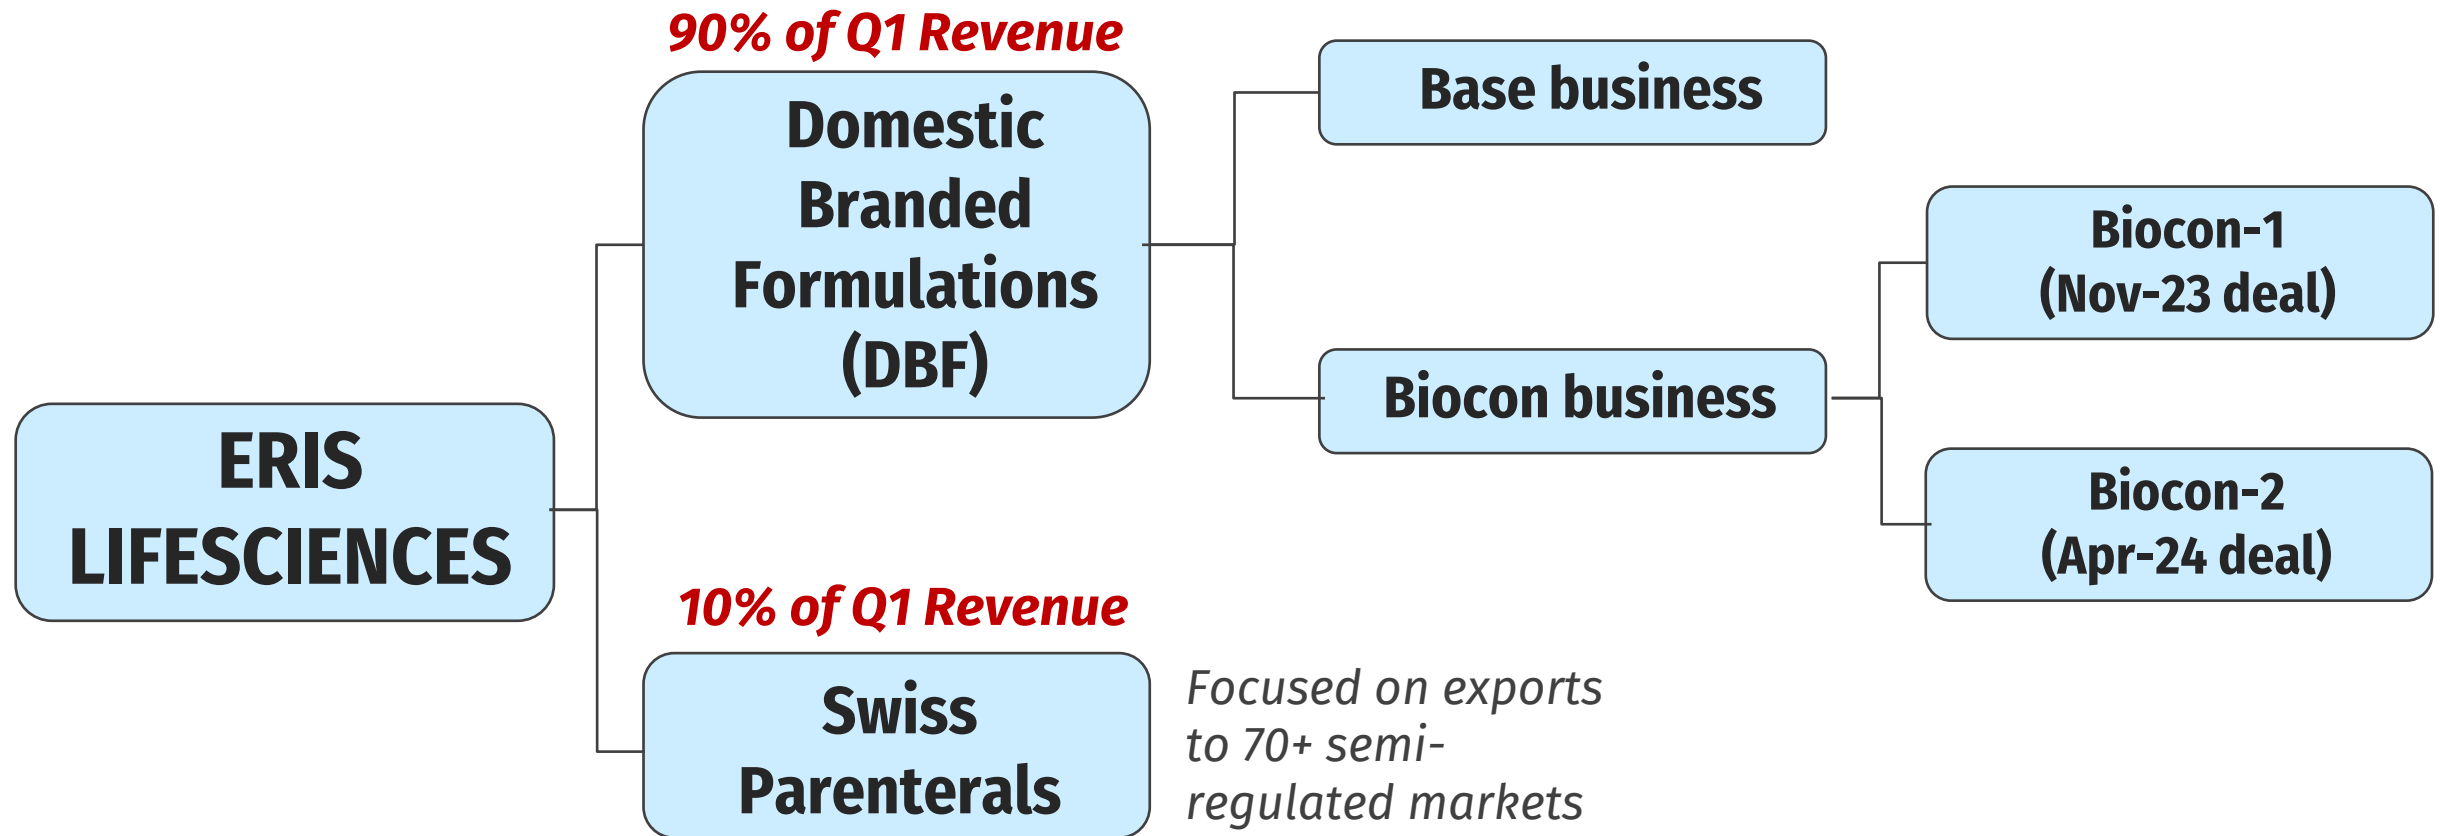 90% of Q1 Revenue
Domestic
Branded
Formulations
(DBF)
Base business
Biocon business
Biocon-1
(Nov-23 deal)
Biocon-2
(Apr-24 deal)
ERIS
LIFESCIENCES
10% of Q1 Revenue
Swiss
Parenterals
Focused on exports
to 70+ semi-
regulated markets